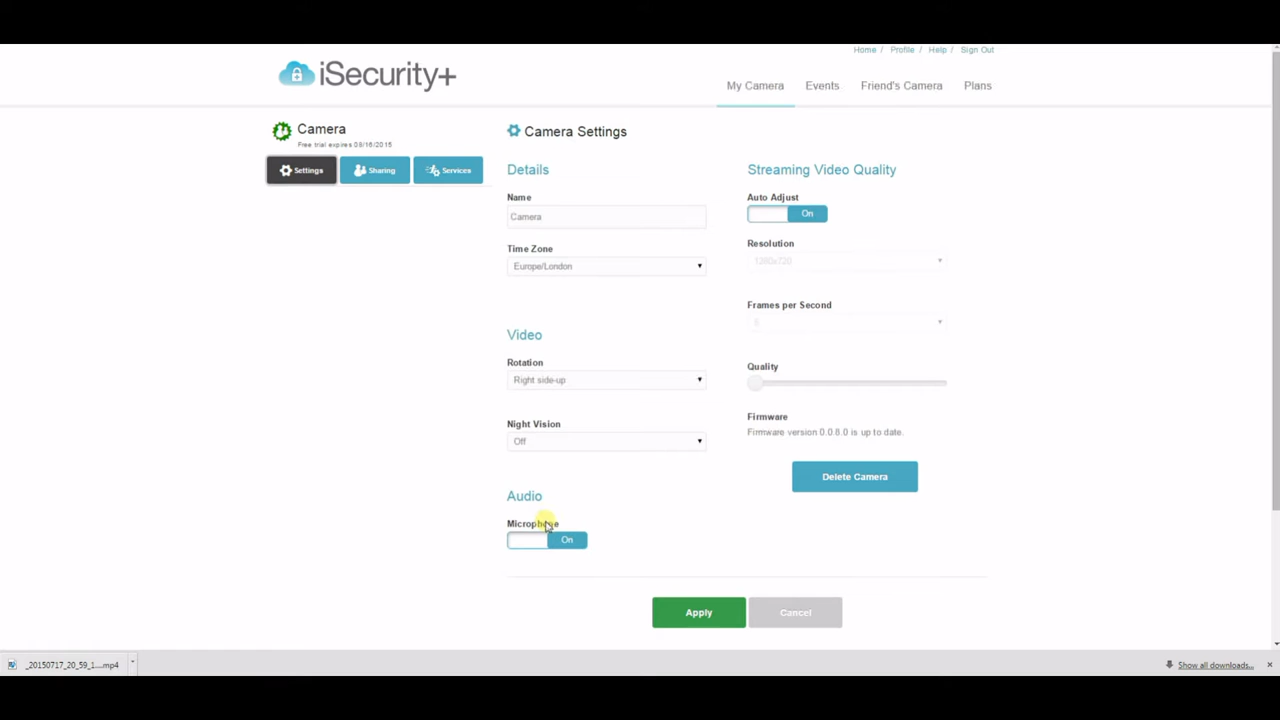 Home / Profile / Help / Sign Out
iSecurity+
My Camera Events Friend's Camera Plans
Camera
Free trial expires 08/16/2015
Settings Sharing Services
Camera Settings
Details
Name
Camera
Time Zone
Europe/London
Video
Rotation
Right side-up
Night Vision
Off
Audio
Microphone
On
Streaming Video Quality
Auto Adjust
On
Resolution
1280x720
Frames per Second
Quality
Firmware
Firmware version 0.0.8.0 is up to date.
Delete Camera
Apply Cancel
_20150717_20_59_1....mp4
Show all downloads...